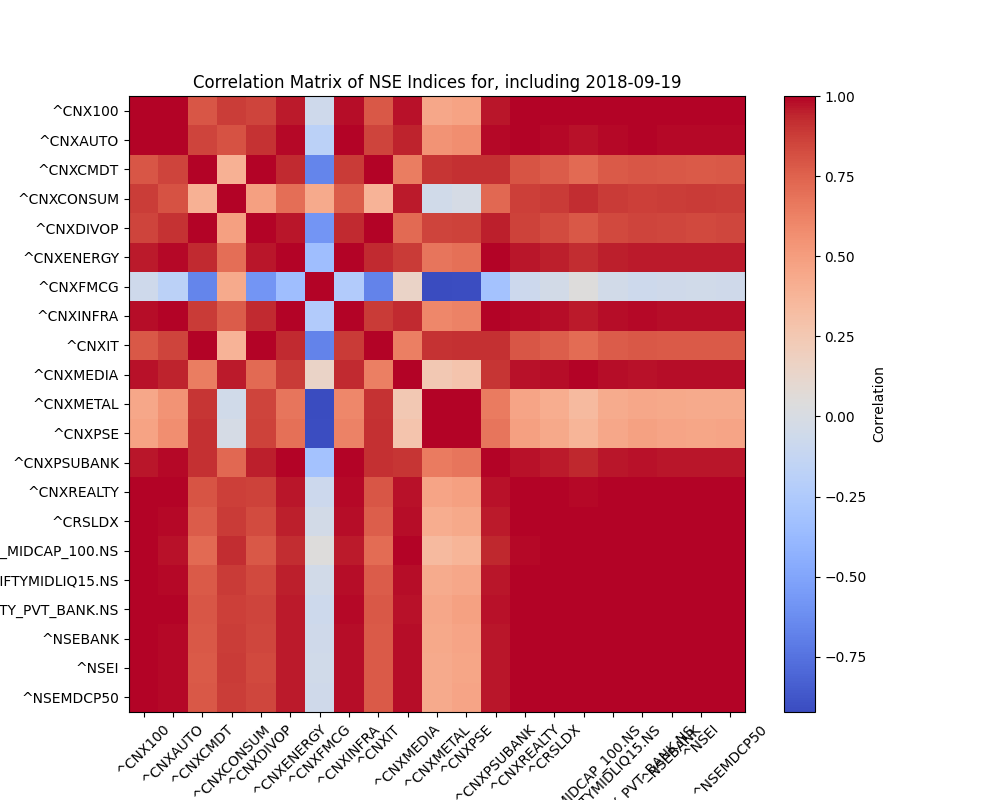 Correlation Matrix of NSE Indices for, including 2018-09-19
^CNX100
^CNXAUTO
^CNXCMDT
^CNXCONSUM
^CNXDIVOP
^CNXENERGY
^CNXFMCG
^CNXINFRA
^CNXIT
^CNXMEDIA
^CNXMETAL
^CNXPSE
^CNXPSUBANK
^CNXREALTY
^CRSLDX
_MIDCAP_100.NS
IFTYMIDLIQ15.NS
TY_PVT_BANK.NS
^NSEBANK
^NSEI
^NSEMDCP50
^CNX100
^CNXAUTO
^CNXCMDT
^CNXCONSUM
^CNXDIVOP
^CNXENERGY
^CNXFMCG
^CNXINFRA
^CNXIT
^CNXMEDIA
^CNXMETAL
^CNXPSE
^CNXPSUBANK
^CNXREALTY
^CRSLDX
MIDCAP_100.NS
TYMIDLIQ15.NS
PVT_BANK.NS
^NSEBANK
^NSEI
^NSEMDCP50
1.00
0.75
0.50
0.25
0.00
−0.25
−0.50
−0.75
Correlation